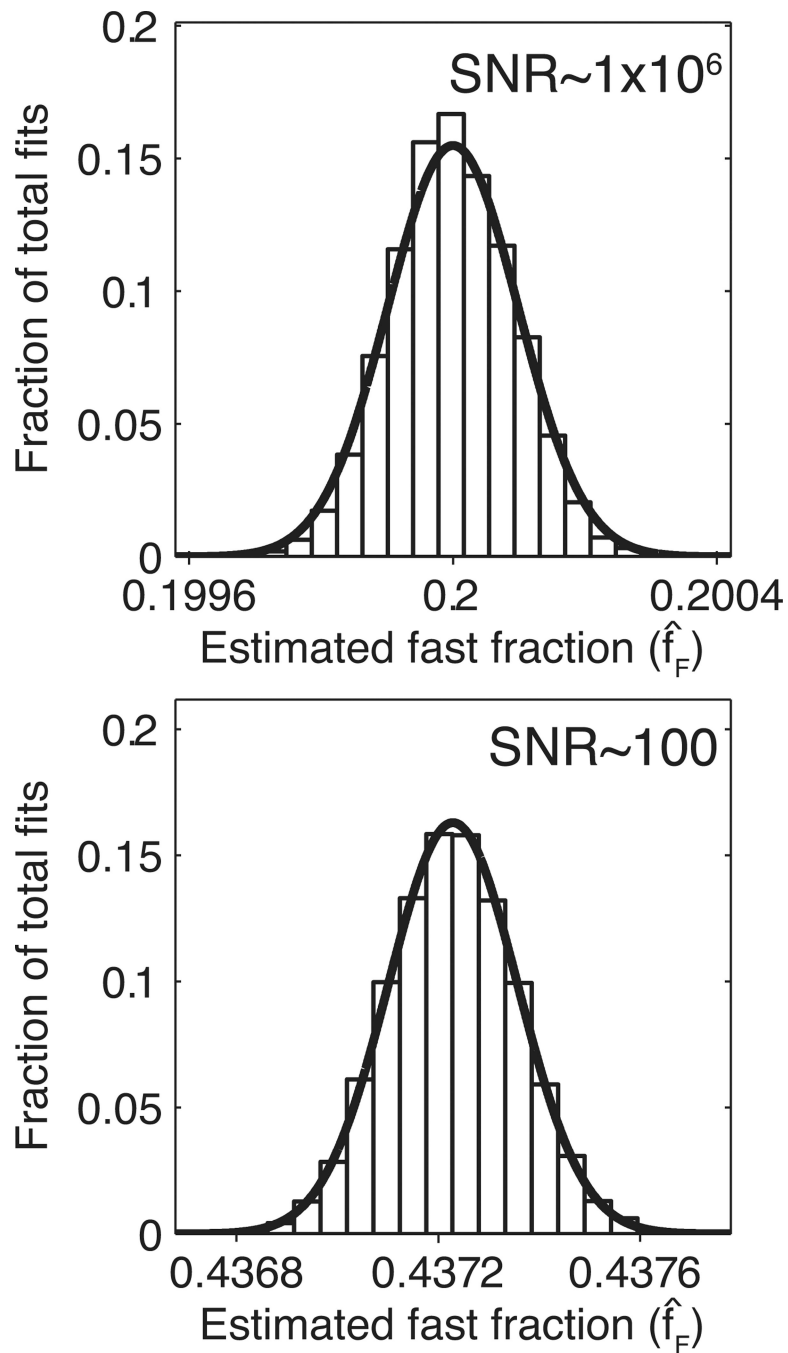 0.2
SNR~1x10⁶
0.15
0.1
0.05
0
Fraction of total fits
0.1996 0.2 0.2004
Estimated fast fraction (f̂_F)
0.2
SNR~100
0.15
0.1
0.05
0
Fraction of total fits
0.4368 0.4372 0.4376
Estimated fast fraction (f̂_F)